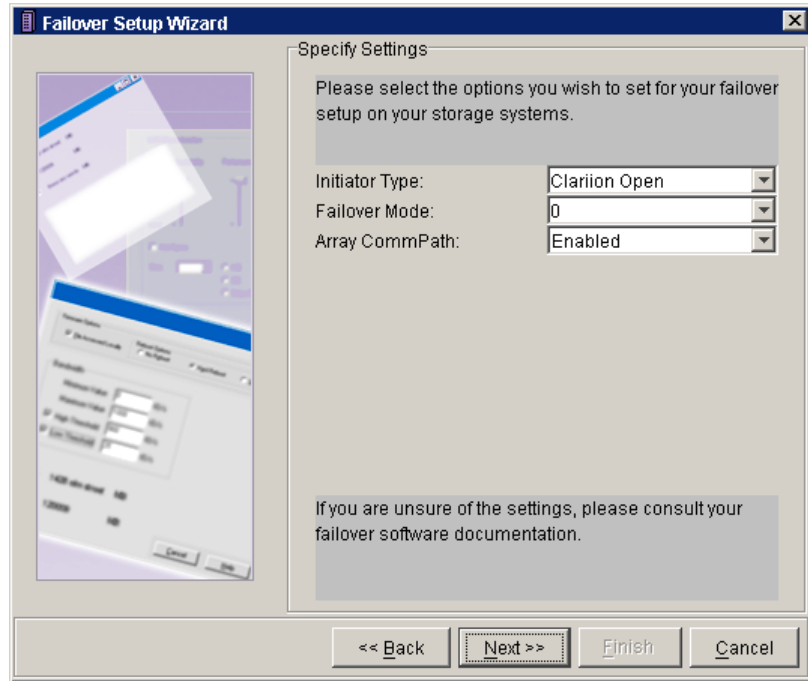 Failover Setup Wizard
Specify Settings
Please select the options you wish to set for your failover
setup on your storage systems.
Initiator Type:
Clariion Open
Failover Mode:
0
Array CommPath:
Enabled
If you are unsure of the settings, please consult your
failover software documentation.
<< Back
Next >>
Finish
Cancel